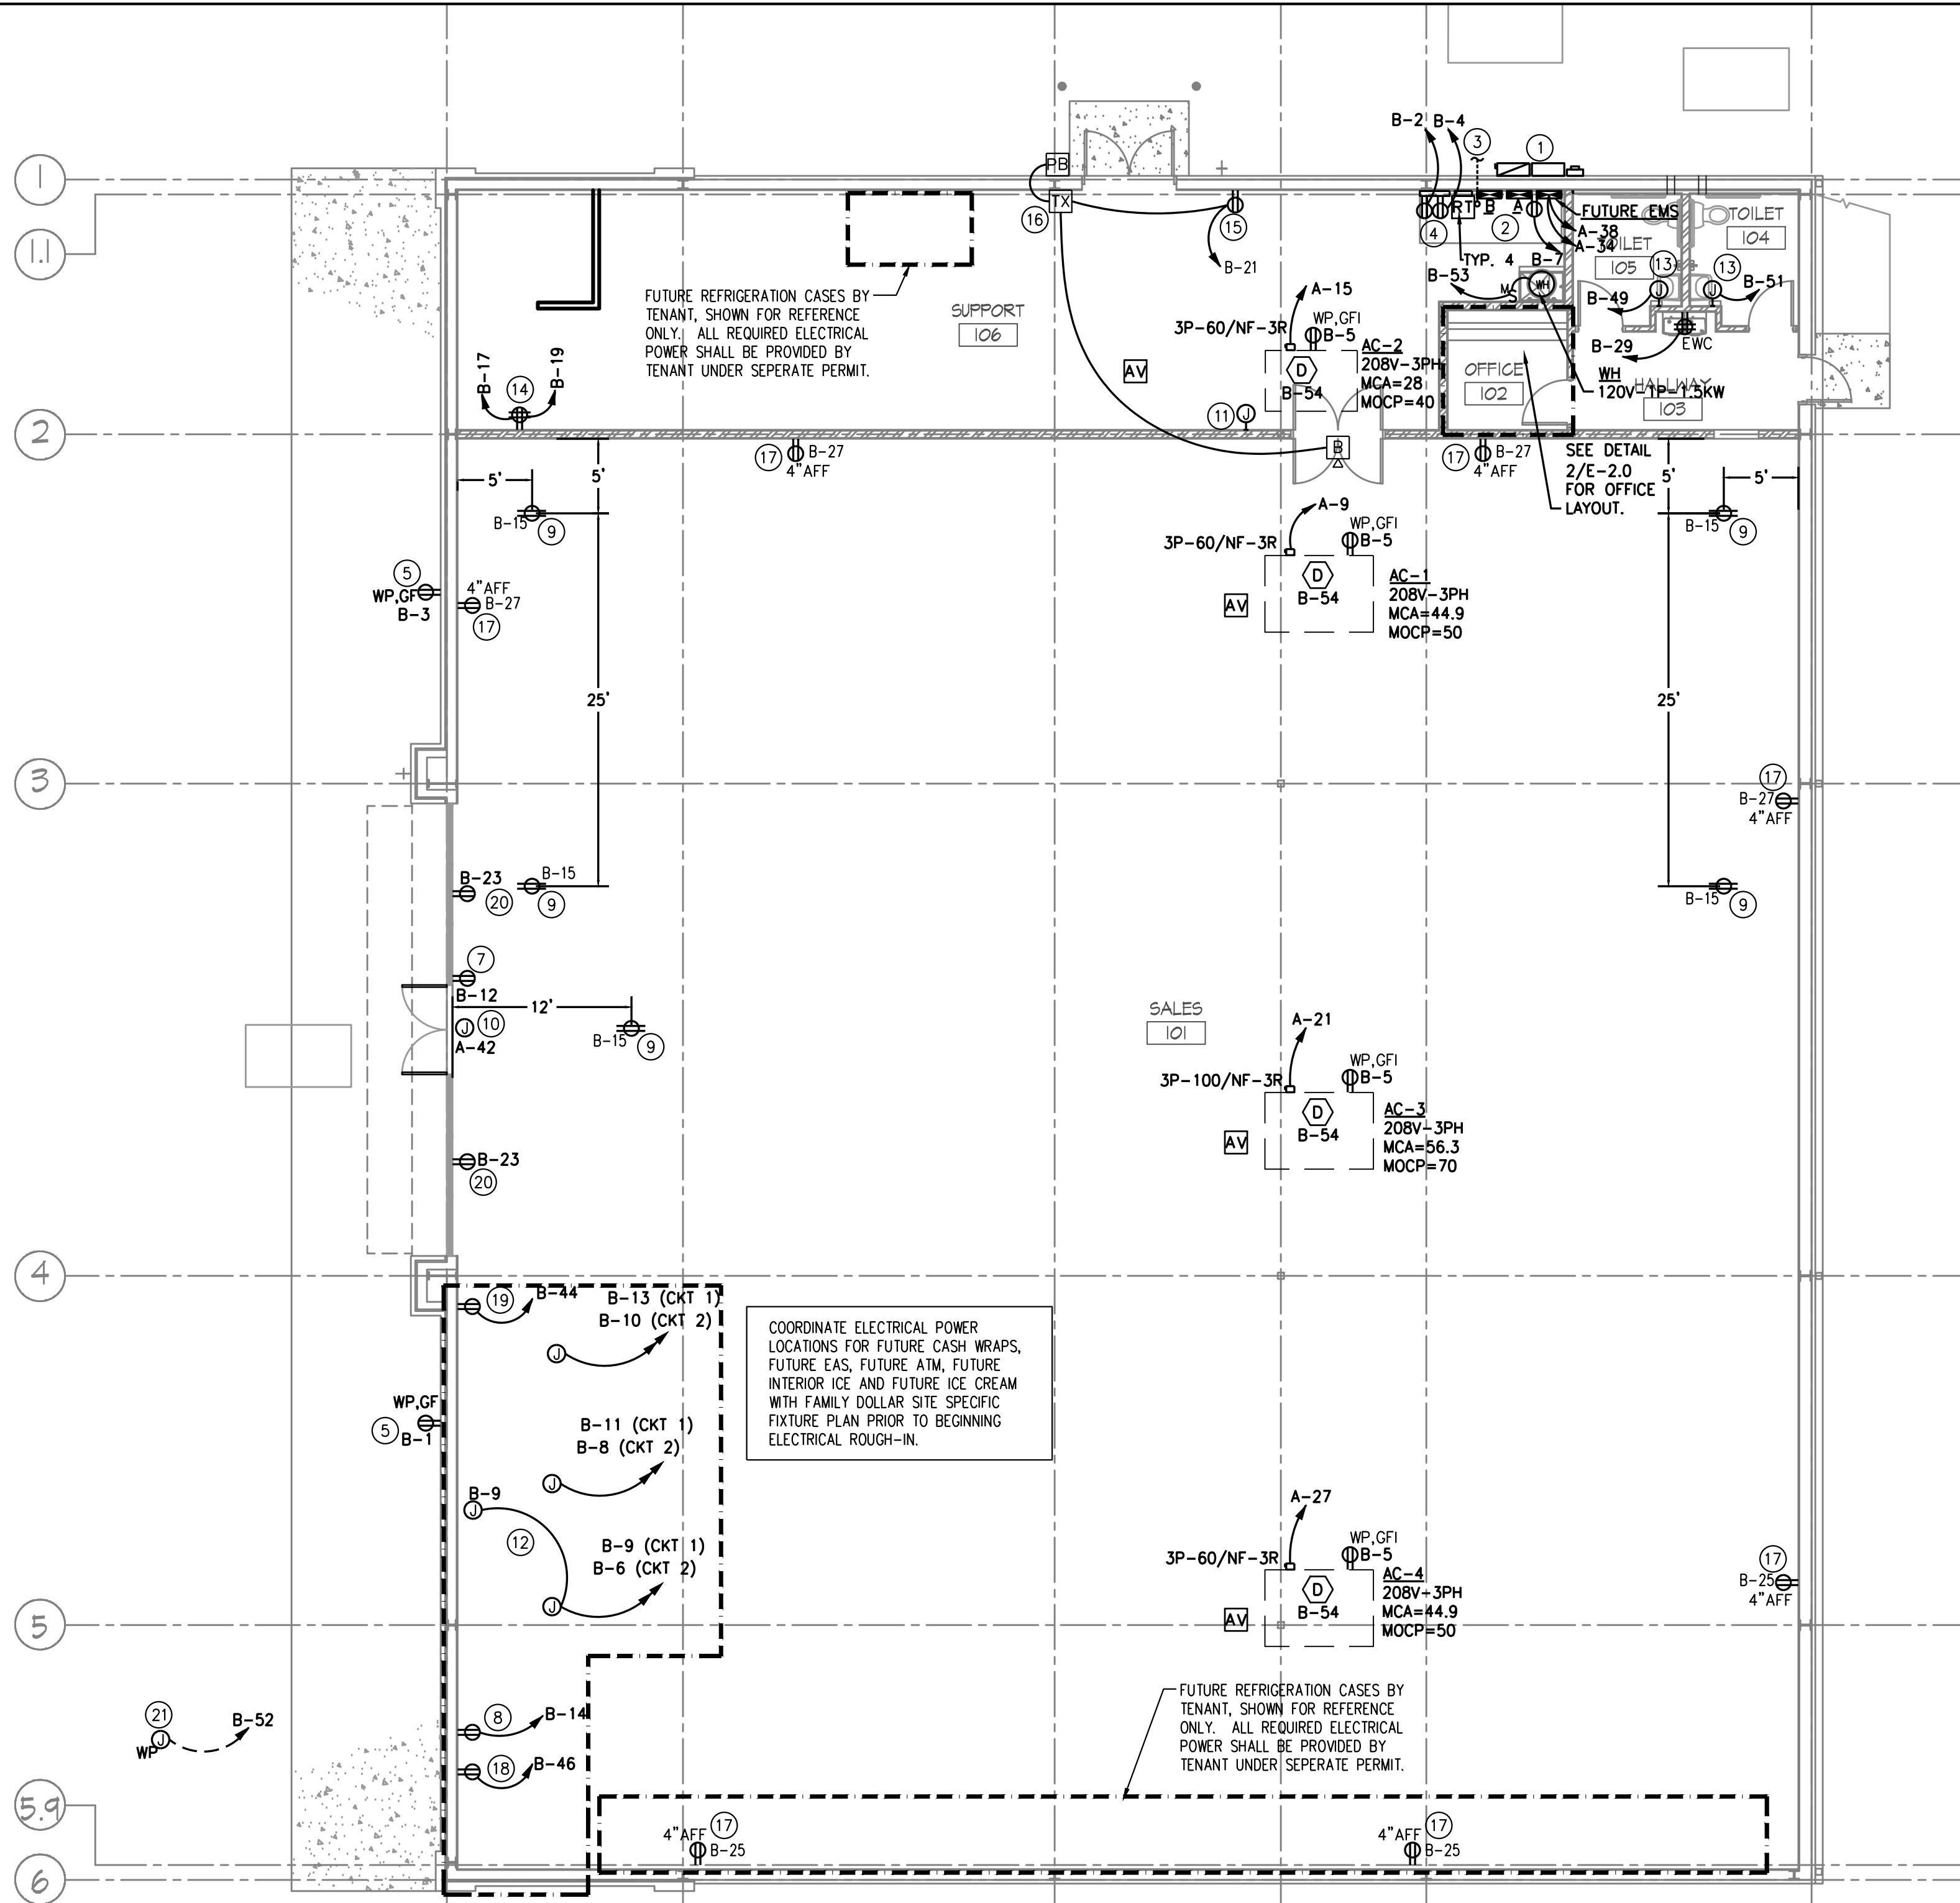 1
1.1
2
3
4
5
5.9
6
PB
TX
16
15
B-21
B-2
B-4
3
1
4
RTP
B
A
2
TYP. 4
B-7
FUTURE EMS
A-38
A-34
TOILET
105
TOILET
104
13
13
B-51
B-49
B-53
M
S
WH
B-29
EWC
WH
120V-1P-1.5KW
HALLWAY
103
OFFICE
102
SEE DETAIL
2/E-2.0
FOR OFFICE
LAYOUT.
FUTURE REFRIGERATION CASES BY
TENANT, SHOWN FOR REFERENCE
ONLY. ALL REQUIRED ELECTRICAL
POWER SHALL BE PROVIDED BY
TENANT UNDER SEPERATE PERMIT.
SUPPORT
106
B-17
B-19
14
AV
A-15
3P-60/NF-3R
WP,GFI
B-5
D
B-54
AC-2
208V-3PH
MCA=28
MOCP=40
11
J
B
17
B-27
4"AFF
17
B-27
4"AFF
5'
5'
B-15
9
25'
5'
5'
B-15
9
25'
5
WP,GF
B-3
4"AFF
B-27
17
A-9
3P-60/NF-3R
WP,GFI
B-5
D
B-54
AV
AC-1
208V-3PH
MCA=44.9
MOCP=50
17
B-27
4"AFF
B-23
20
B-15
9
B-15
9
7
B-12
12'
J
10
A-42
B-15
9
SALES
101
A-21
3P-100/NF-3R
WP,GFI
B-5
D
B-54
AV
AC-3
208V-3PH
MCA=56.3
MOCP=70
B-23
20
19
B-44
B-13 (CKT 1)
B-10 (CKT 2)
J
COORDINATE ELECTRICAL POWER
LOCATIONS FOR FUTURE CASH WRAPS,
FUTURE EAS, FUTURE ATM, FUTURE
INTERIOR ICE AND FUTURE ICE CREAM
WITH FAMILY DOLLAR SITE SPECIFIC
FIXTURE PLAN PRIOR TO BEGINNING
ELECTRICAL ROUGH-IN.
WP,GF
5
B-1
B-11 (CKT 1)
B-8 (CKT 2)
J
B-9
J
12
B-9 (CKT 1)
B-6 (CKT 2)
J
A-27
3P-60/NF-3R
WP,GFI
B-5
D
B-54
AV
AC-4
208V-3PH
MCA=44.9
MOCP=50
17
B-25
4"AFF
21
J
WP
B-52
8
B-14
18
B-46
FUTURE REFRIGERATION CASES BY
TENANT, SHOWN FOR REFERENCE
ONLY. ALL REQUIRED ELECTRICAL
POWER SHALL BE PROVIDED BY
TENANT UNDER SEPERATE PERMIT.
4"AFF
17
B-25
4"AFF
17
B-25